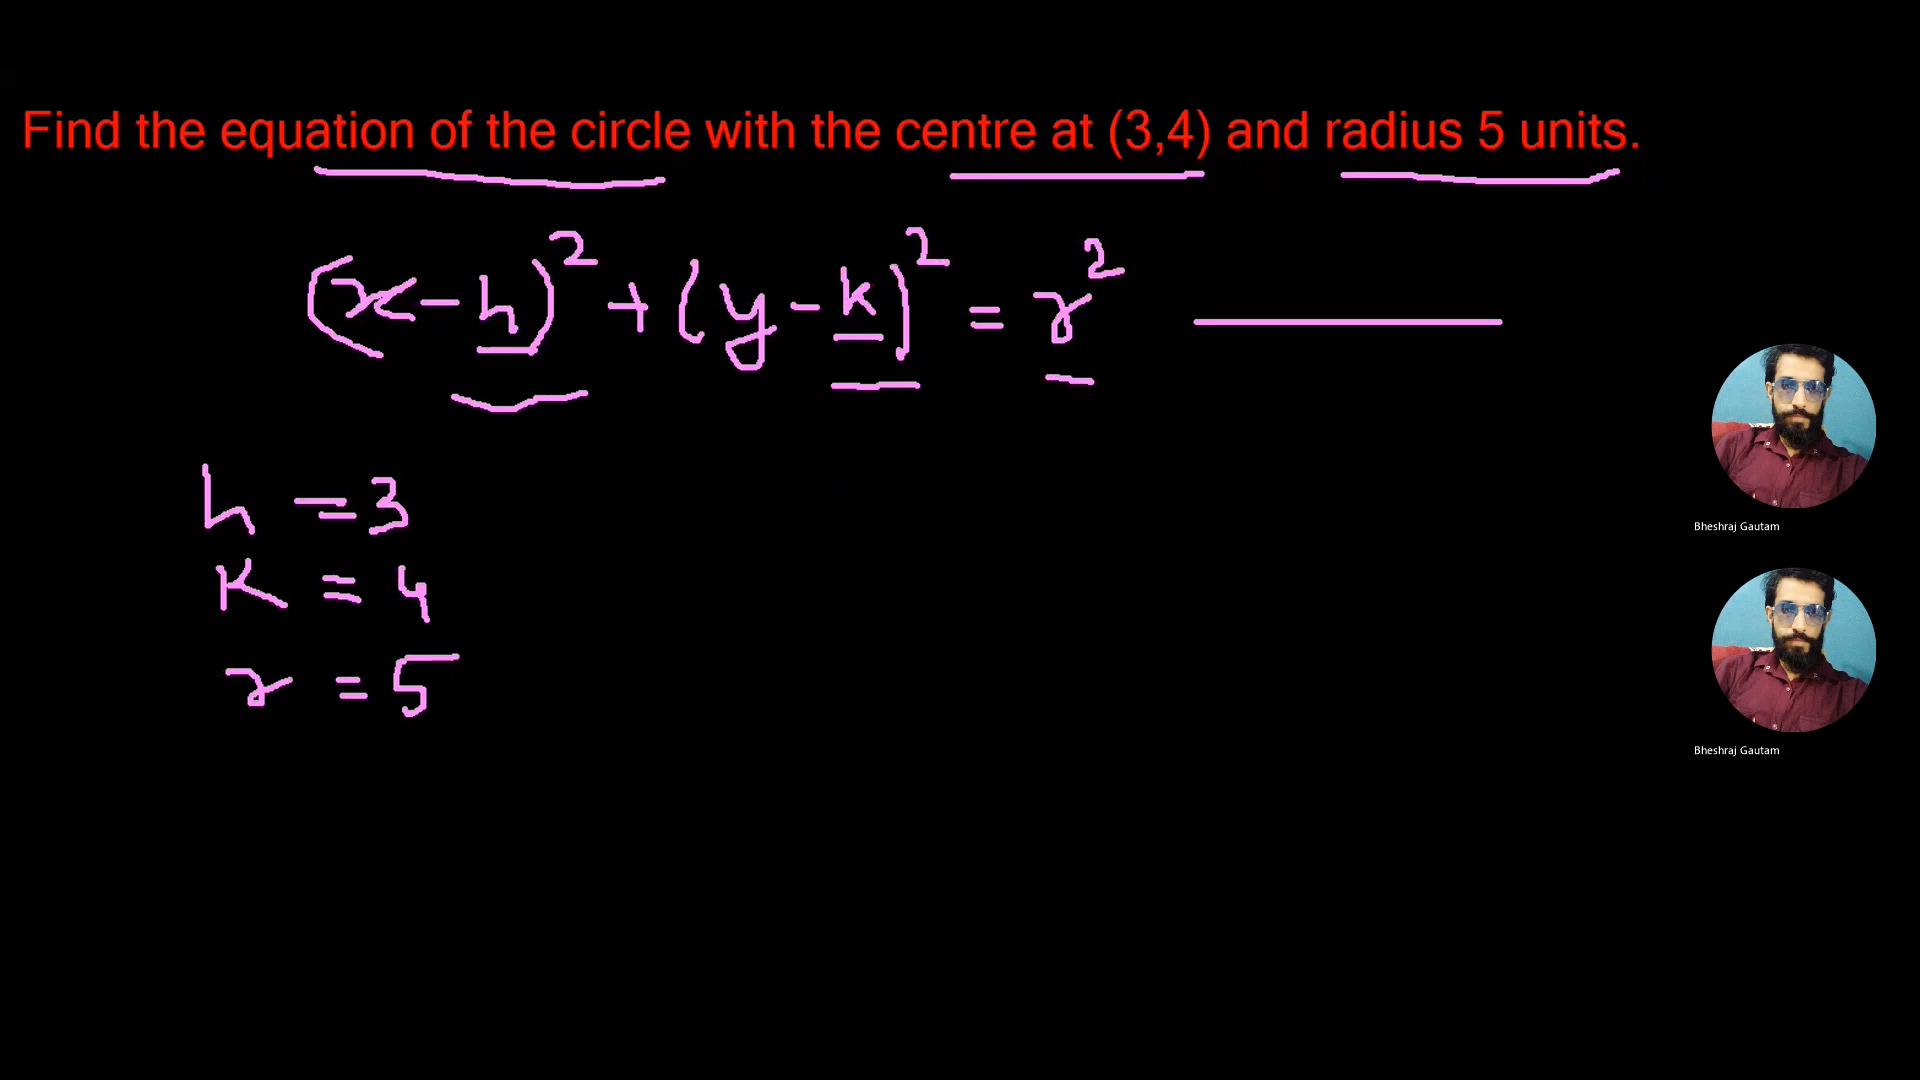 Find the equation of the circle with the centre at (3,4) and radius 5 units.
(x-h)² + (y-k)² = r²
h = 3
K = 4
r = 5
Bheshraj Gautam
Bheshraj Gautam